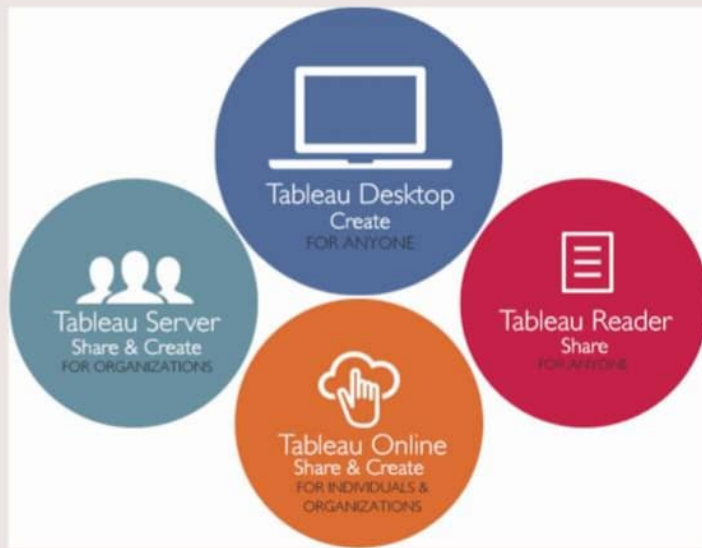 Tableau Desktop
Create
FOR ANYONE
Tableau Server
Share & Create
FOR ORGANIZATIONS
Tableau Reader
Share
FOR ANYONE
Tableau Online
Share & Create
FOR INDIVIDUALS &
ORGANIZATIONS